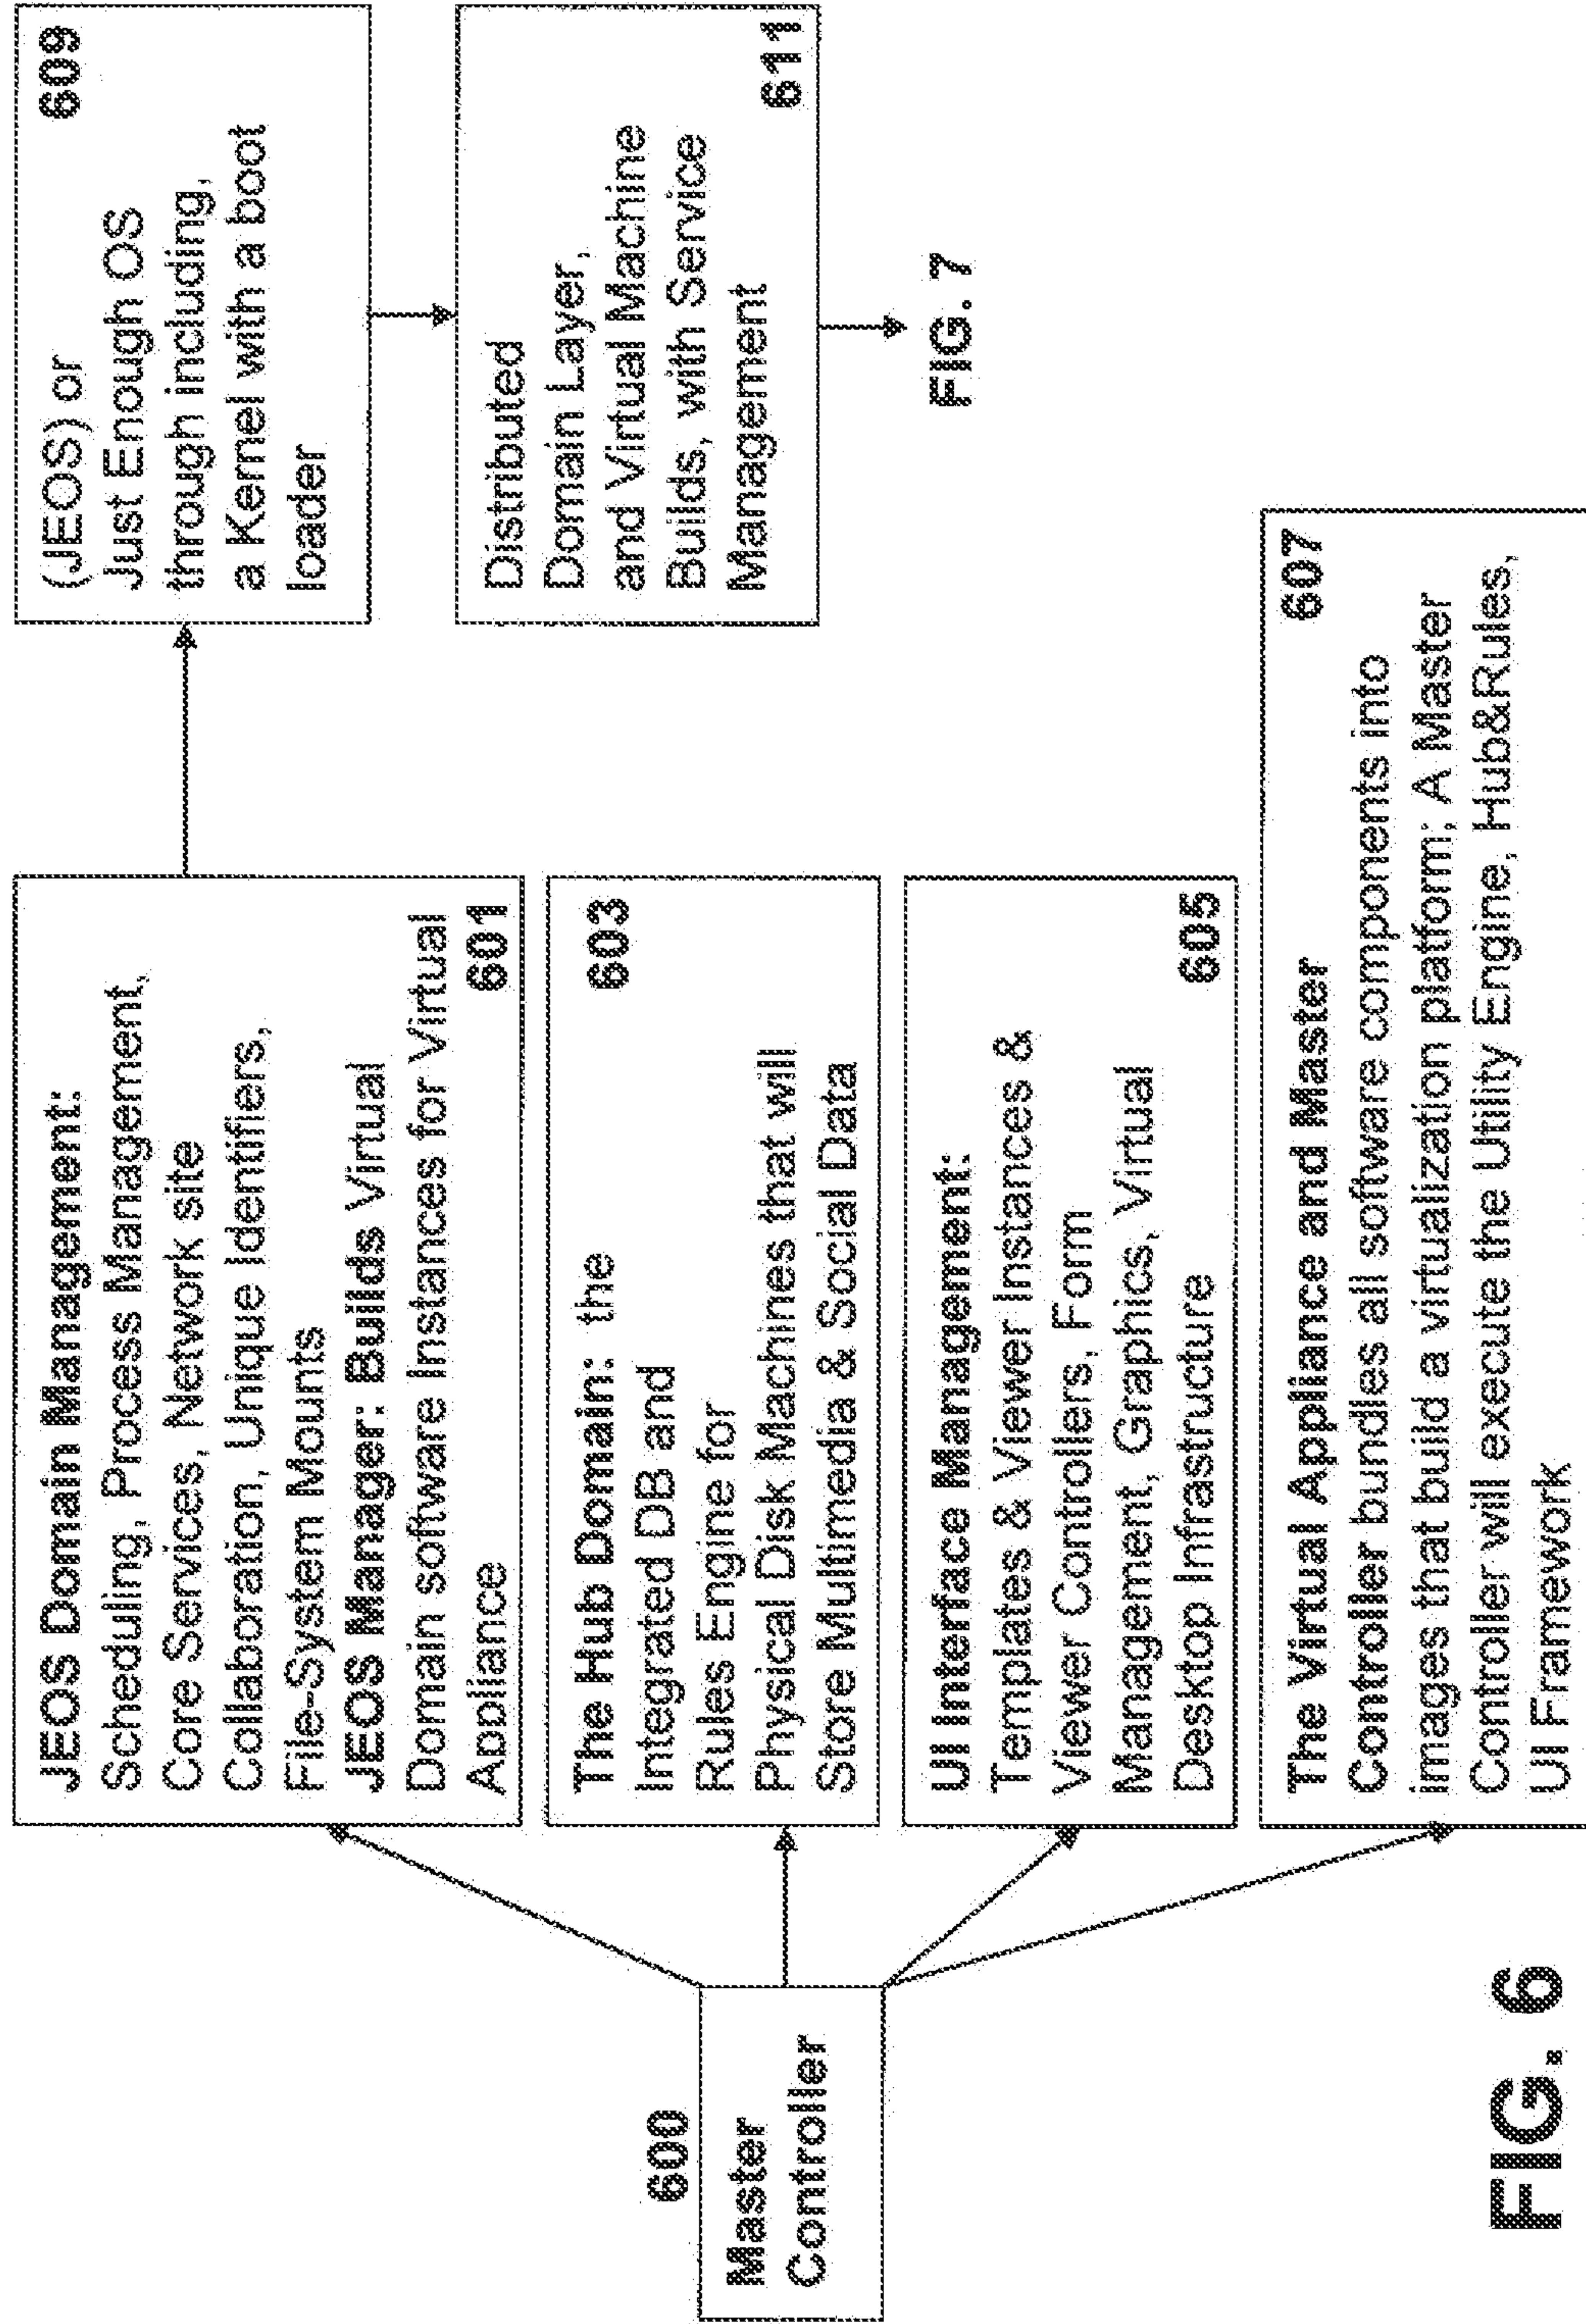 600
Master
Controller
JEOS Domain Management:
Scheduling, Process Management,
Core Services, Network site
Collaboration, Unique Identifiers,
File-System Mounts
JEOS Manager: Builds Virtual
Domain software Instances for Virtual
Appliance
601
The Hub Domain: the
603
Integrated DB and
Rules Engine for
Physical Disk Machines that will
Store Multimedia & Social Data
UI Interface Management:
Templates & Viewer Instances &
Viewer Controllers, Form
Management, Graphics, Virtual
Desktop Infrastructure
605
The Virtual Appliance and Master
607
Controller bundles all software components into
images that build a virtualization platform; A Master
Controller will execute the Utility Engine, Hub&Rules,
UI Framework
(JEOS) or
609
Just Enough OS
through including,
a Kernel with a boot
loader
Distributed
Domain Layer,
and Virtual Machine
Builds, with Service
Management
611
FIG. 7
FIG. 6